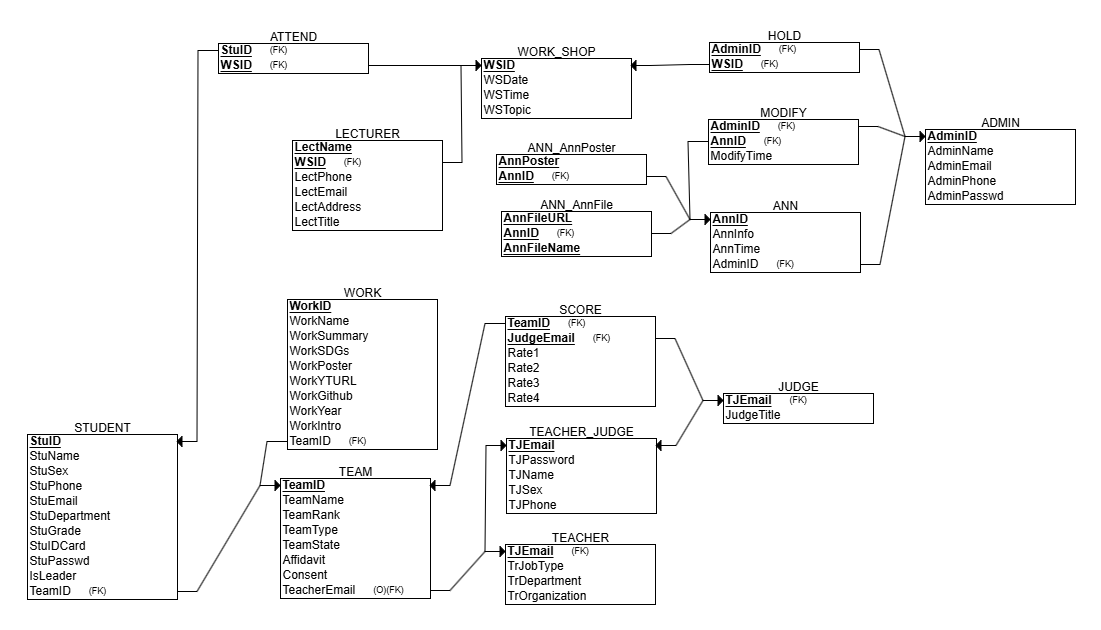 ATTEND
StuID (FK)
WSID (FK)
WORK_SHOP
WSID
WSDate
WSTime
WSTopic
HOLD
AdminID (FK)
WSID (FK)
LECTURER
LectName
WSID (FK)
LectPhone
LectEmail
LectAddress
LectTitle
ANN_AnnPoster
AnnPoster
AnnID (FK)
MODIFY
AdminID (FK)
AnnID (FK)
ModifyTime
ADMIN
AdminID
AdminName
AdminEmail
AdminPhone
AdminPasswd
ANN_AnnFile
AnnFileURL
AnnID (FK)
AnnFileName
ANN
AnnID
AnnInfo
AnnTime
AdminID (FK)
WORK
WorkID
WorkName
WorkSummary
WorkSDGs
WorkPoster
WorkYTURL
WorkGithub
WorkYear
WorkIntro
TeamID (FK)
SCORE
TeamID (FK)
JudgeEmail (FK)
Rate1
Rate2
Rate3
Rate4
JUDGE
TJEmail (FK)
JudgeTitle
STUDENT
StuID
StuName
StuSex
StuPhone
StuEmail
StuDepartment
StuGrade
StuIDCard
StuPasswd
IsLeader
TeamID (FK)
TEAM
TeamID
TeamName
TeamRank
TeamType
TeamState
Affidavit
Consent
TeacherEmail (O)(FK)
TEACHER_JUDGE
TJEmail
TJPassword
TJName
TJSex
TJPhone
TEACHER
TJEmail (FK)
TrJobType
TrDepartment
TrOrganization